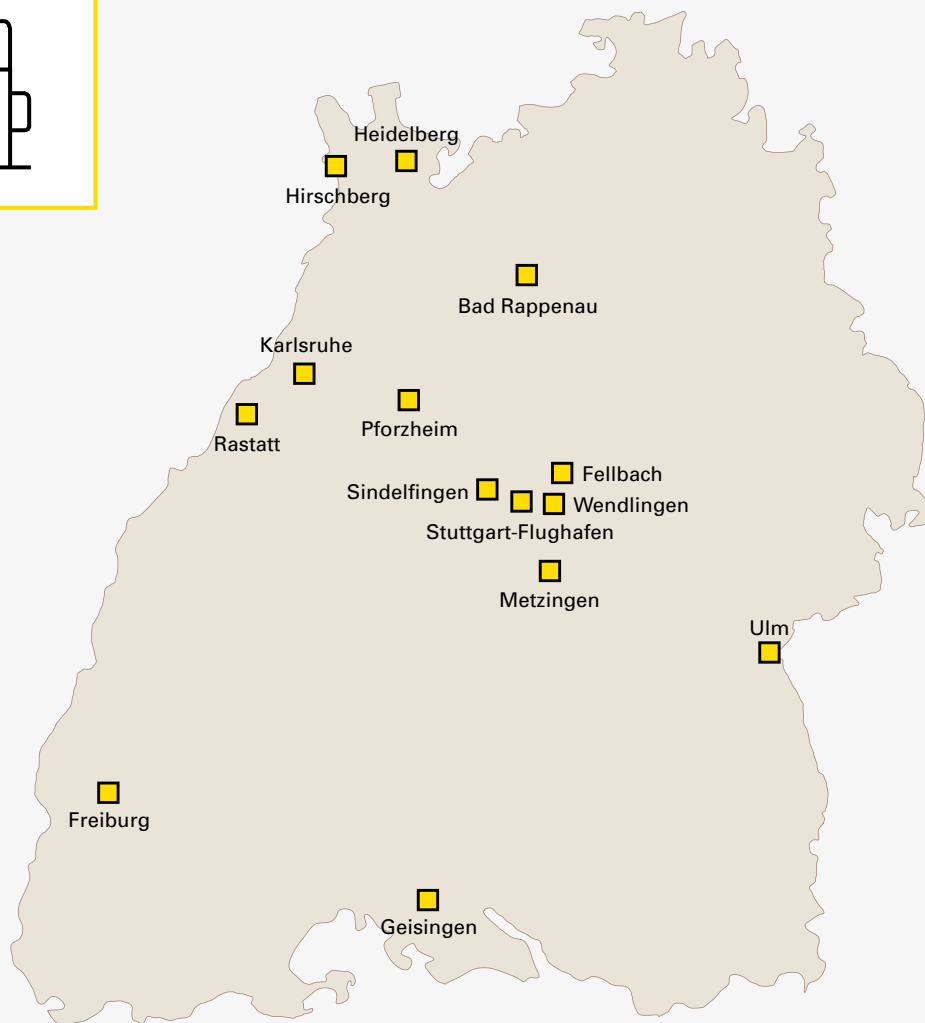 Heidelberg
Hirschberg
Bad Rappenau
Karlsruhe
Rastatt
Pforzheim
Fellbach
Sindelfingen
Wendlingen
Stuttgart-Flughafen
Metzingen
Ulm
Freiburg
Geisingen